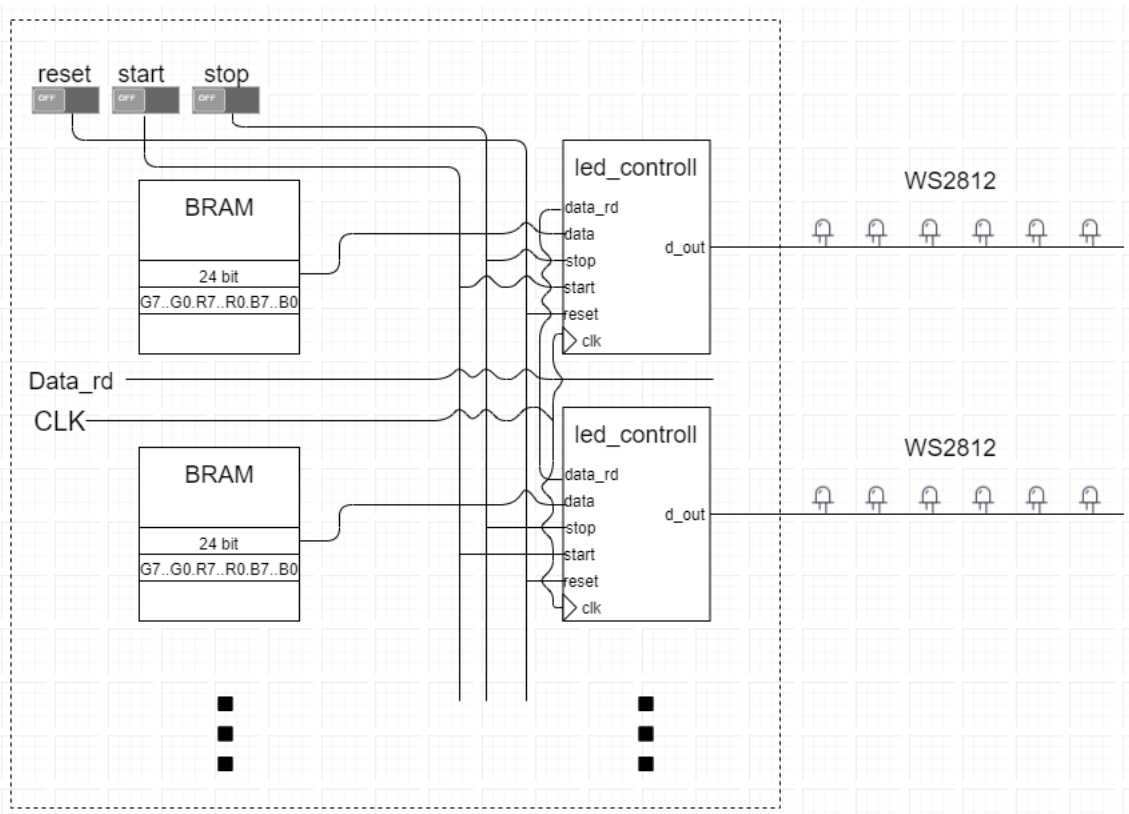 reset start stop
OFF OFF OFF
led_controll
WS2812
BRAM
data_rd
data
d_out
stop
24 bit
start
G7..G0.R7..R0.B7..B0
reset
clk
Data_rd
CLK
led_controll
WS2812
BRAM
data_rd
data
d_out
stop
24 bit
start
G7..G0.R7..R0.B7..B0
reset
clk